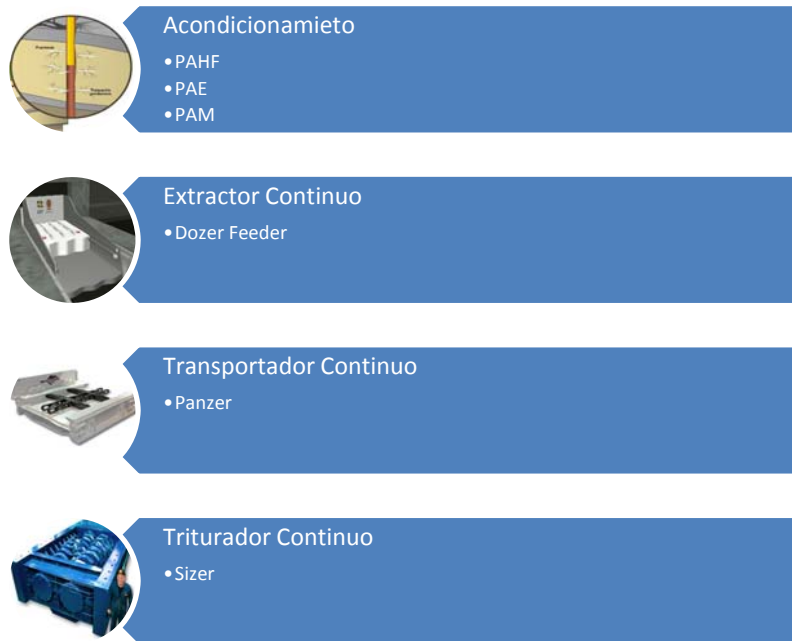 Acondicionamieto
•PAHF
•PAE
•PAM
Extractor Continuo
•Dozer Feeder
Transportador Continuo
•Panzer
Triturador Continuo
•Sizer